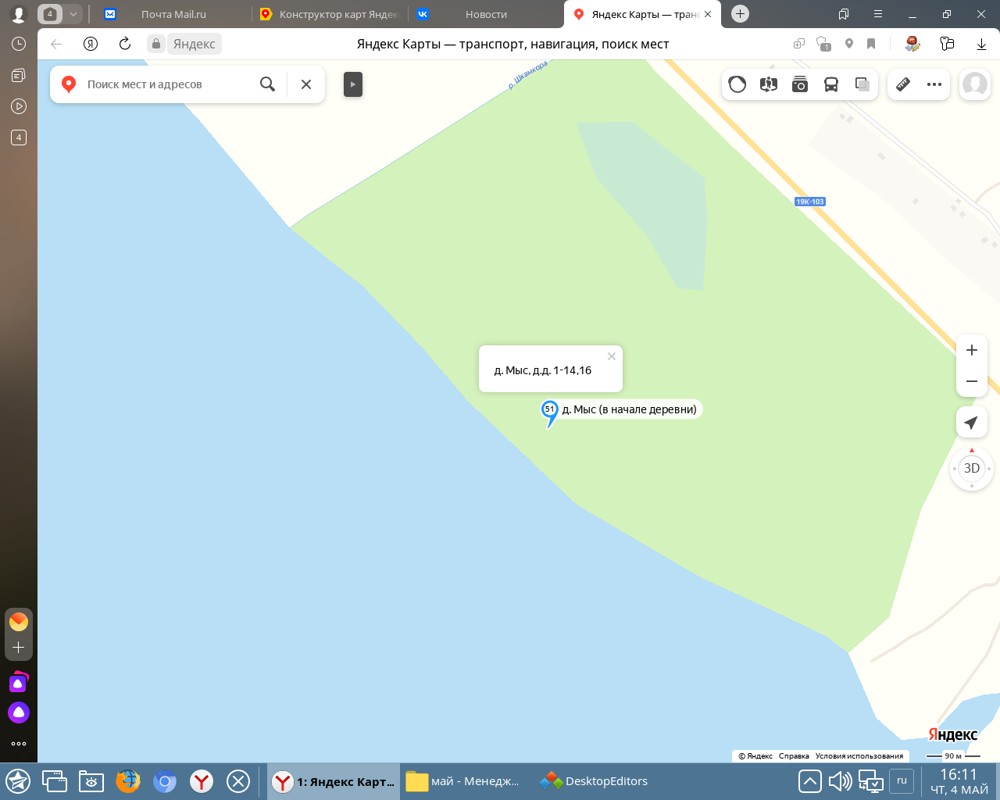 4
Почта Mail.ru
Конструктор карт Яндекс
Новости
Яндекс Карты — транс
Я
Яндекс
Яндекс Карты — транспорт, навигация, поиск мест
1
4
Поиск мест и адресов
р. Шкамкора
19К-103
д. Мыс, д.д. 1-14,16
51
д. Мыс (в начале деревни)
3D
Яндекс
© Яндекс Справка Условия использования
90 м
1: Яндекс Карт...
май - Менедж...
DesktopEditors
ru
16:11
ЧТ, 4 МАЙ